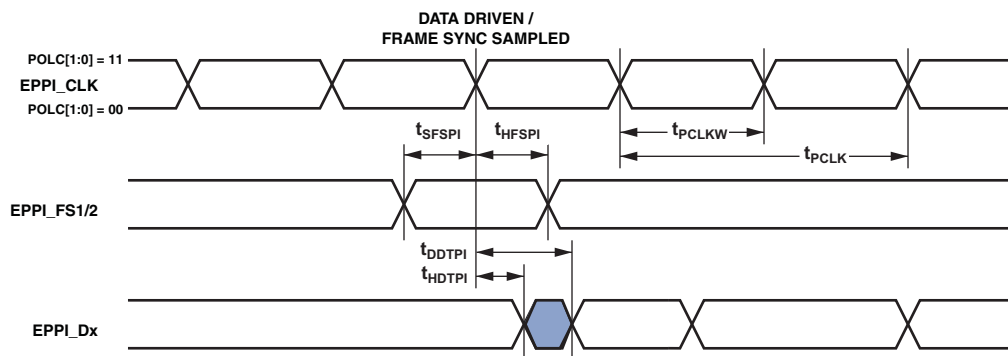 DATA DRIVEN /
FRAME SYNC SAMPLED
POLC[1:0] = 11
EPPI_CLK
POLC[1:0] = 00
tSFSPI
tHFSPI
tPCLKW
tPCLK
EPPI_FS1/2
tDDTPI
tHDTPI
EPPI_Dx